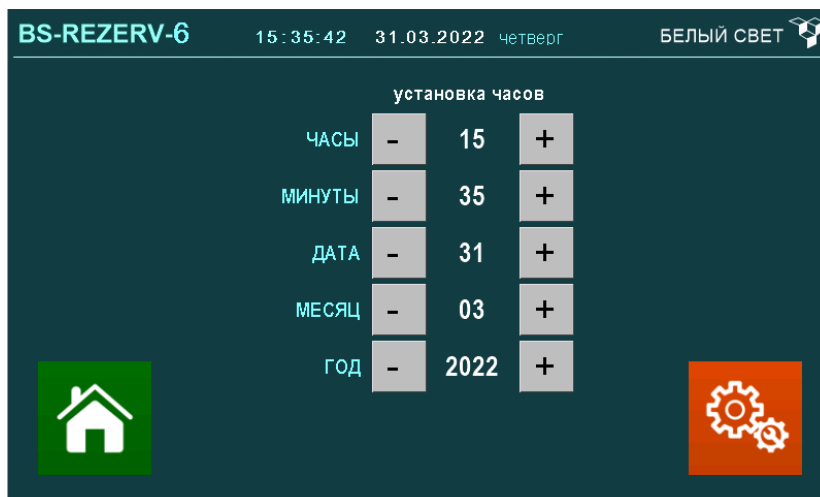 BS-REZERV-6 15:35:42 31.03.2022 четверг БЕЛЫЙ СВЕТ
установка часов
ЧАСЫ - 15 +
МИНУТЫ - 35 +
ДАТА - 31 +
МЕСЯЦ - 03 +
ГОД - 2022 +